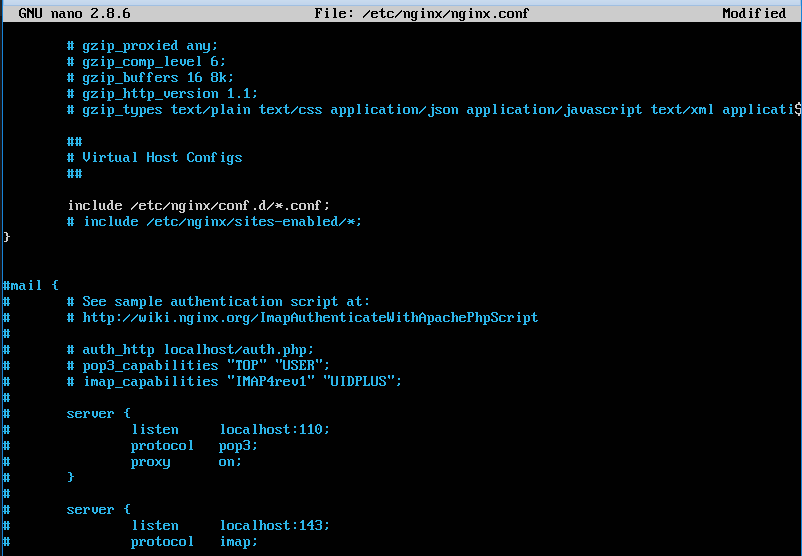 GNU nano 2.8.6 File: /etc/nginx/nginx.conf Modified
# gzip_proxied any;
# gzip_comp_level 6;
# gzip_buffers 16 8k;
# gzip_http_version 1.1;
# gzip_types text/plain text/css application/json application/javascript text/xml applicati$
##
# Virtual Host Configs
##
include /etc/nginx/conf.d/*.conf;
# include /etc/nginx/sites-enabled/*;
}
#mail {
#       # See sample authentication script at:
#       # http://wiki.nginx.org/ImapAuthenticateWithApachePhpScript
#
#       # auth_http localhost/auth.php;
#       # pop3_capabilities "TOP" "USER";
#       # imap_capabilities "IMAP4rev1" "UIDPLUS";
#
#       server {
#               listen     localhost:110;
#               protocol   pop3;
#               proxy      on;
#       }
#
#       server {
#               listen     localhost:143;
#               protocol   imap;